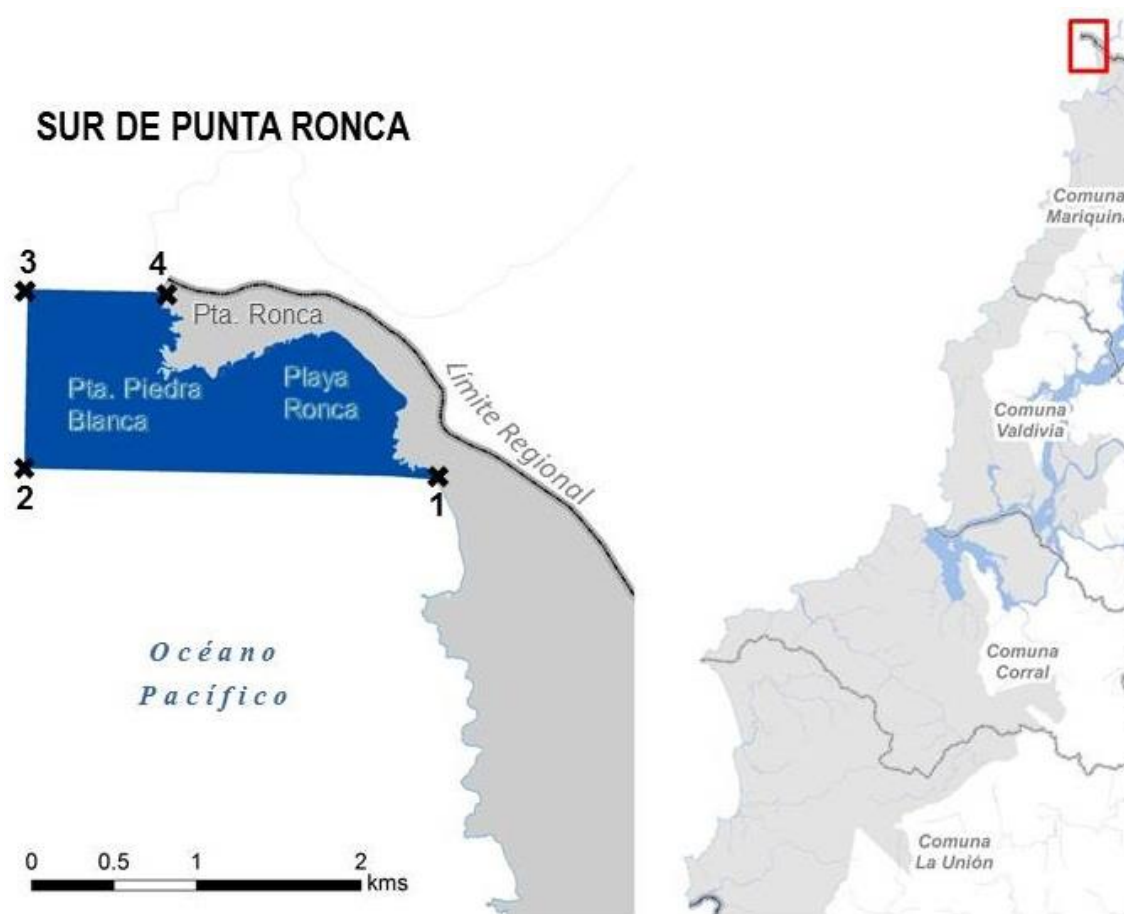 SUR DE PUNTA RONCA
3
4
Pta. Ronca
Pta. Piedra
Blanca
Playa
Ronca
Límite Regional
2
1
Océano
Pacífico
0
0.5
1
2
kms
Comuna
Mariquina
Comuna
Valdivia
Comuna
Corral
Comuna
La Unión